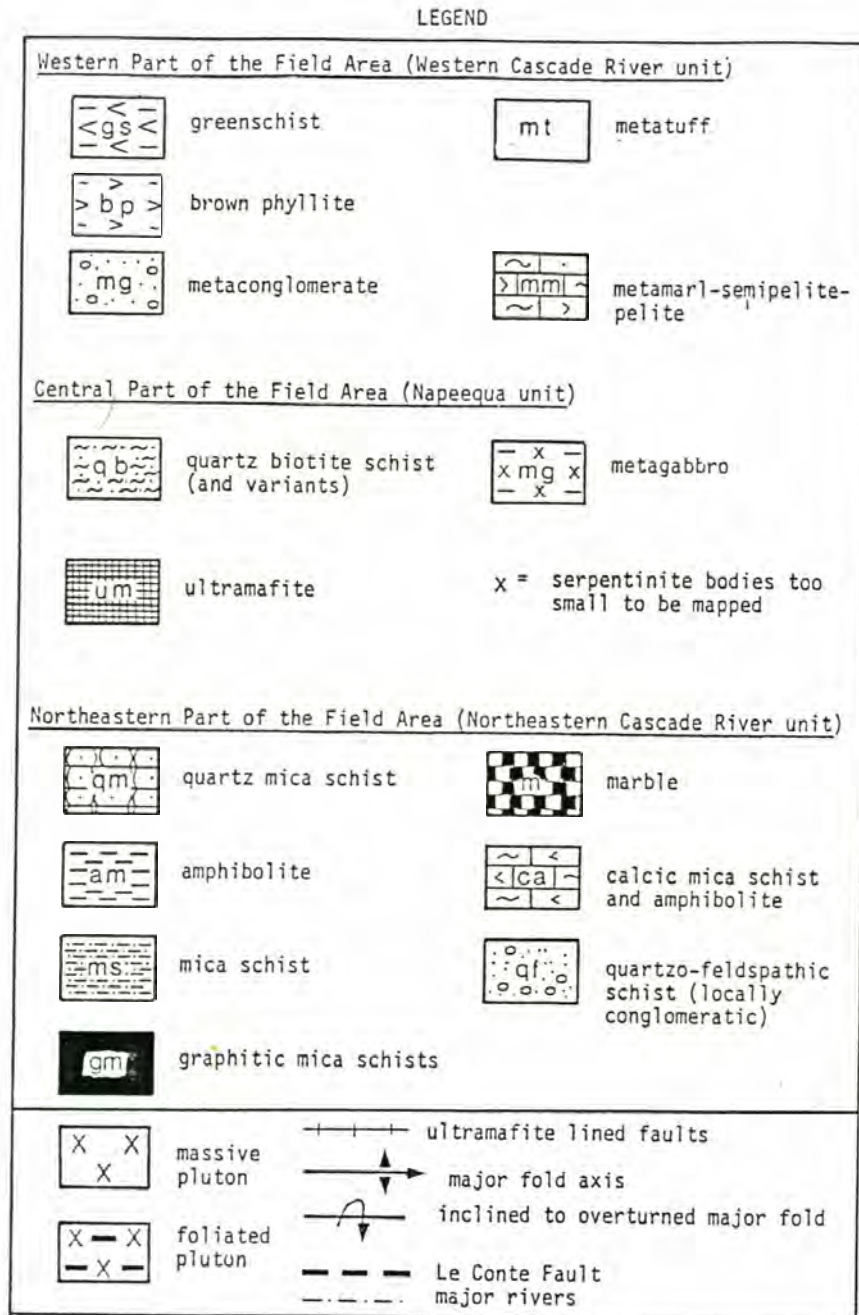 LEGEND
Western Part of the Field Area (Western Cascade River unit)
gs
greenschist
mt
metatuff
bp
brown phyllite
mg
metaconglomerate
mm
metamarl-semipelite-
pelite
Central Part of the Field Area (Napeequa unit)
qb
quartz biotite schist
(and variants)
x mg x
metagabbro
um
ultramafite
x = serpentinite bodies too
small to be mapped
Northeastern Part of the Field Area (Northeastern Cascade River unit)
qm
quartz mica schist
m
marble
am
amphibolite
ca
calcic mica schist
and amphibolite
ms
mica schist
qf
quartzo-feldspathic
schist (locally
conglomeratic)
gm
graphitic mica schists
X X
X
massive
pluton
ultramafite lined faults
major fold axis
inclined to overturned major fold
X X
X
foliated
pluton
Le Conte Fault
major rivers